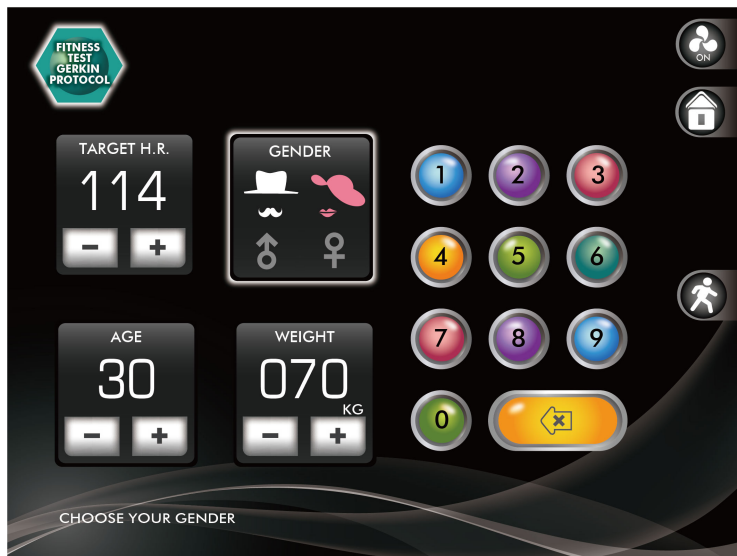 FITNESS
TEST
GERKIN
PROTOCOL
ON
TARGET H.R.
114
- +
GENDER
1 2 3
4 5 6
7 8 9
0
AGE
30
- +
WEIGHT
070
KG
- +
CHOOSE YOUR GENDER